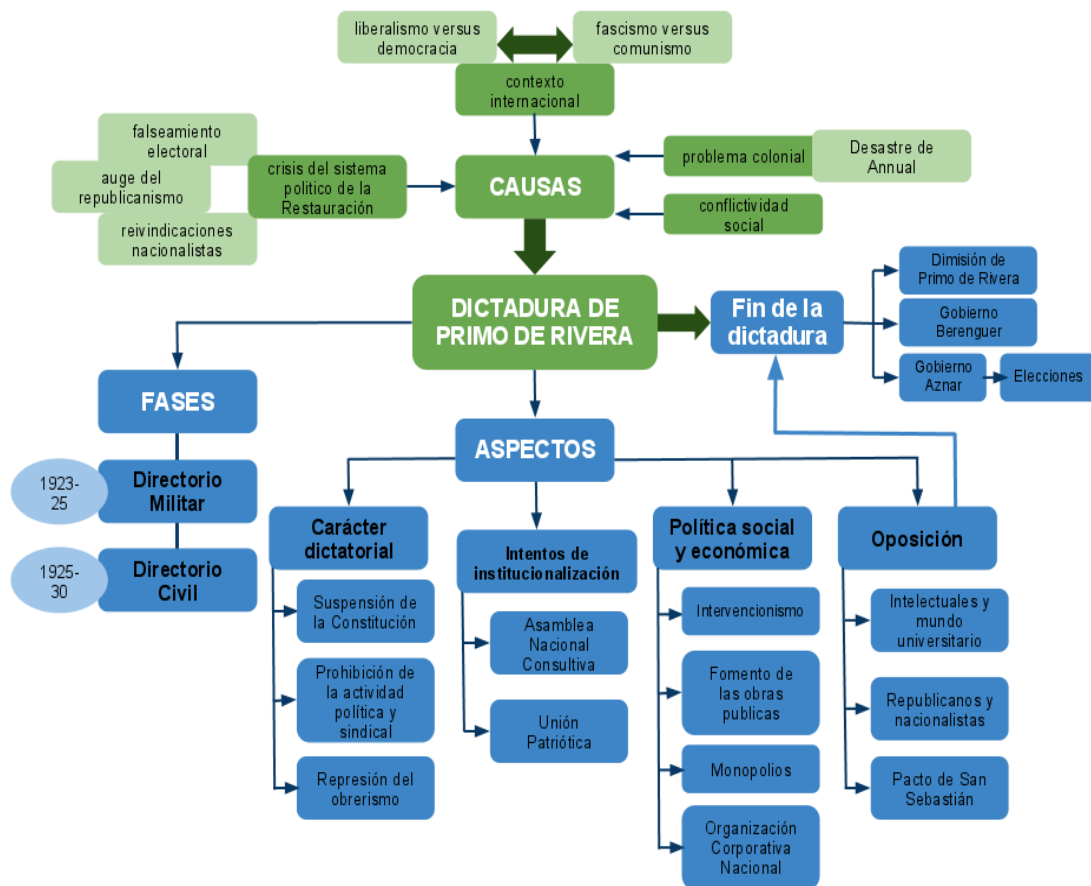 liberalismo versus
democracia
fascismo versus
comunismo
contexto
internacional
falseamiento
electoral
auge del
republicanismo
reivindicaciones
nacionalistas
crisis del sistema
politico de la
Restauración
CAUSAS
problema colonial
Desastre de
Annual
conflictividad
social
DICTADURA DE
PRIMO DE RIVERA
Fin de la
dictadura
Dimisión de
Primo de Rivera
Gobierno
Berenguer
Gobierno
Aznar
Elecciones
FASES
1923-
25
Directorio
Militar
1925-
30
Directorio
Civil
ASPECTOS
Carácter
dictatorial
Suspensión de
la Constitución
Prohibición de
la actividad
política y
sindical
Represión del
obrerismo
Intentos de
institucionalización
Asamblea
Nacional
Consultiva
Unión
Patriótica
Política social
y económica
Intervencionismo
Fomento de
las obras
publicas
Monopolios
Organización
Corporativa
Nacional
Oposición
Intelectuales y
mundo
universitario
Republicanos y
nacionalistas
Pacto de San
Sebastián